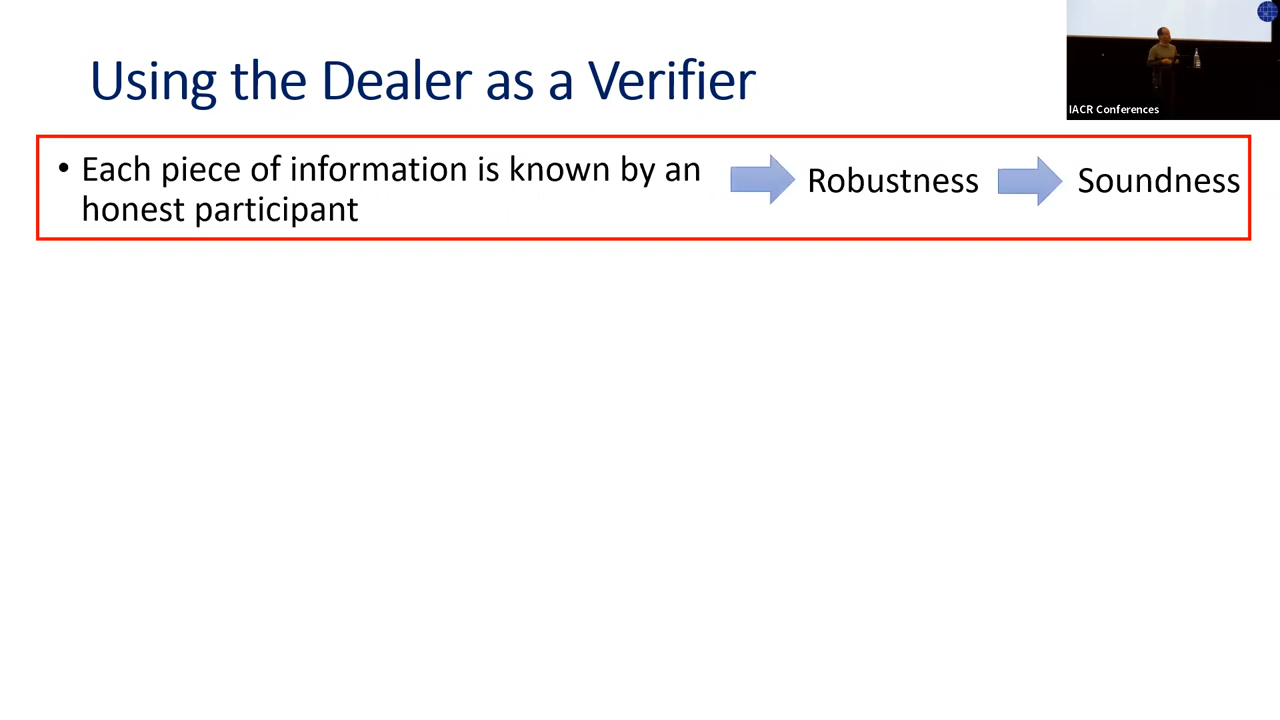 Using the Dealer as a Verifier
IACR Conferences
• Each piece of information is known by an
honest participant
Robustness
Soundness